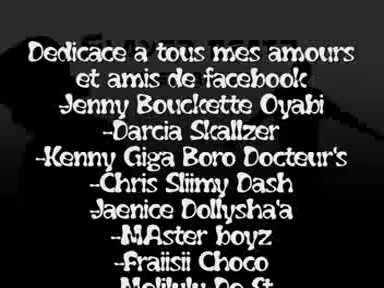 Dedicace a tous mes amours
et amis de facebook
-Jenny Bouckette Oyabi
-Darcia Skallzer
-Kenny Giga Boro Docteur's
-Chris Sliimy Dash
-Jaenice Dollysha'a
-MAster boyz
-Fraiisii Choco